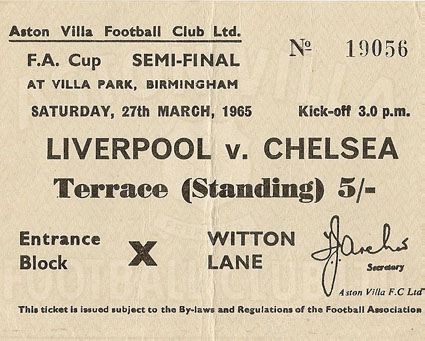 Aston Villa Football Club Ltd.
F.A. Cup SEMI-FINAL
Nº 19056
AT VILLA PARK, BIRMINGHAM
SATURDAY, 27th MARCH, 1965 Kick-off 3.0 p.m.
LIVERPOOL v. CHELSEA
Terrace (Standing) 5/-
Entrance
Block
X
WITTON
LANE
Secretary
Aston Villa F.C Ltd
This ticket is issued subject to the By-laws and Regulations of the Football Association